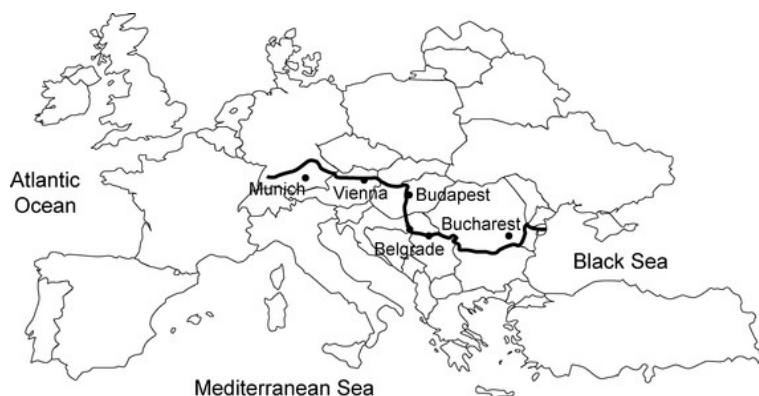 Atlantic
Ocean
Munich
Vienna
Budapest
Bucharest
Belgrade
Black Sea
Mediterranean Sea